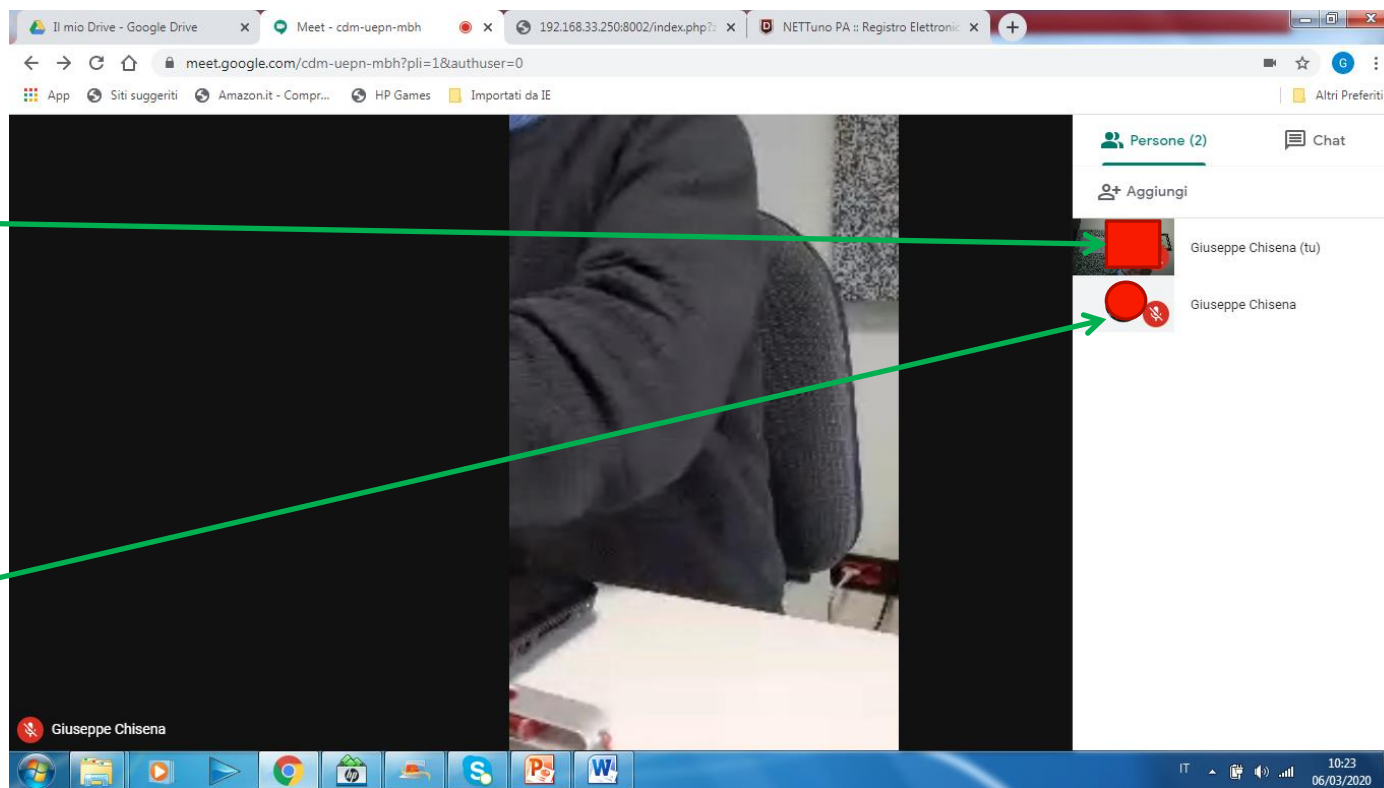 Il mio Drive - Google Drive
Meet - cdm-uepn-mbh
192.168.33.250:8002/index.php?
NETTuno PA :: Registro Elettronic
meet.google.com/cdm-uepn-mbh?pli=1&authuser=0
G
App
Siti suggeriti
Amazon.it - Compr...
HP Games
Importati da IE
Altri Preferiti
Persone (2)
Chat
Aggiungi
Giuseppe Chisena (tu)
Giuseppe Chisena
Giuseppe Chisena
IT
10:23
06/03/2020